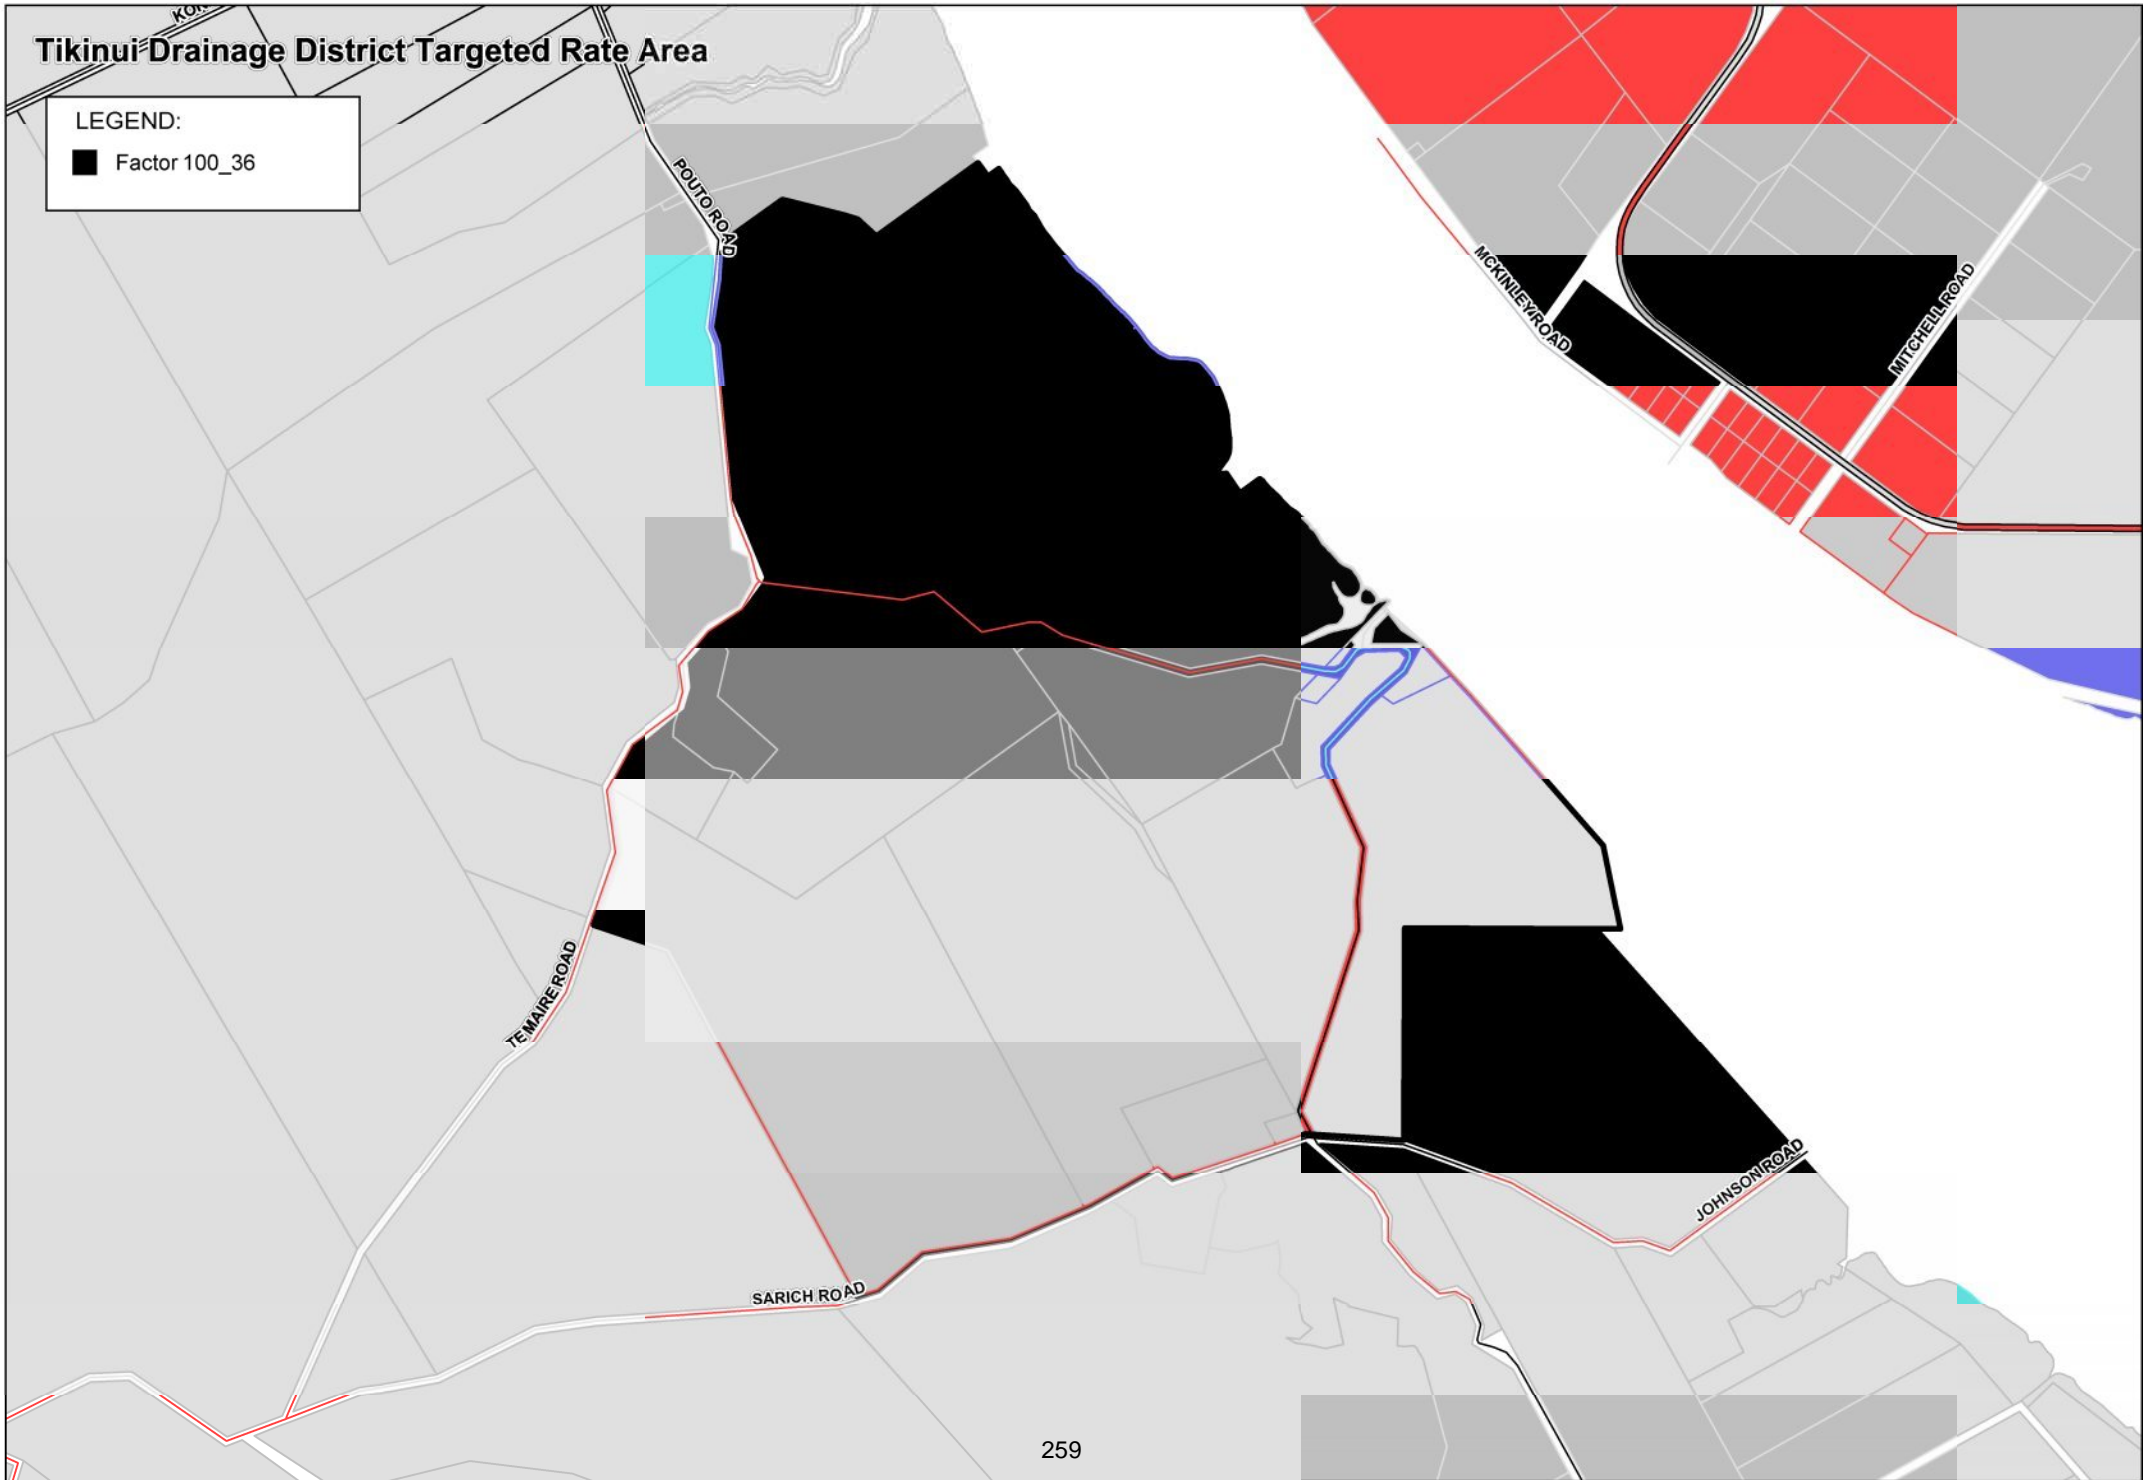 Tikinui Drainage District Targeted Rate Area
LEGEND:
Factor 100_36
POUTO ROAD
MCKINLEY ROAD
MITCHELL ROAD
TE MAIRE ROAD
JOHNSON ROAD
SARICH ROAD
259